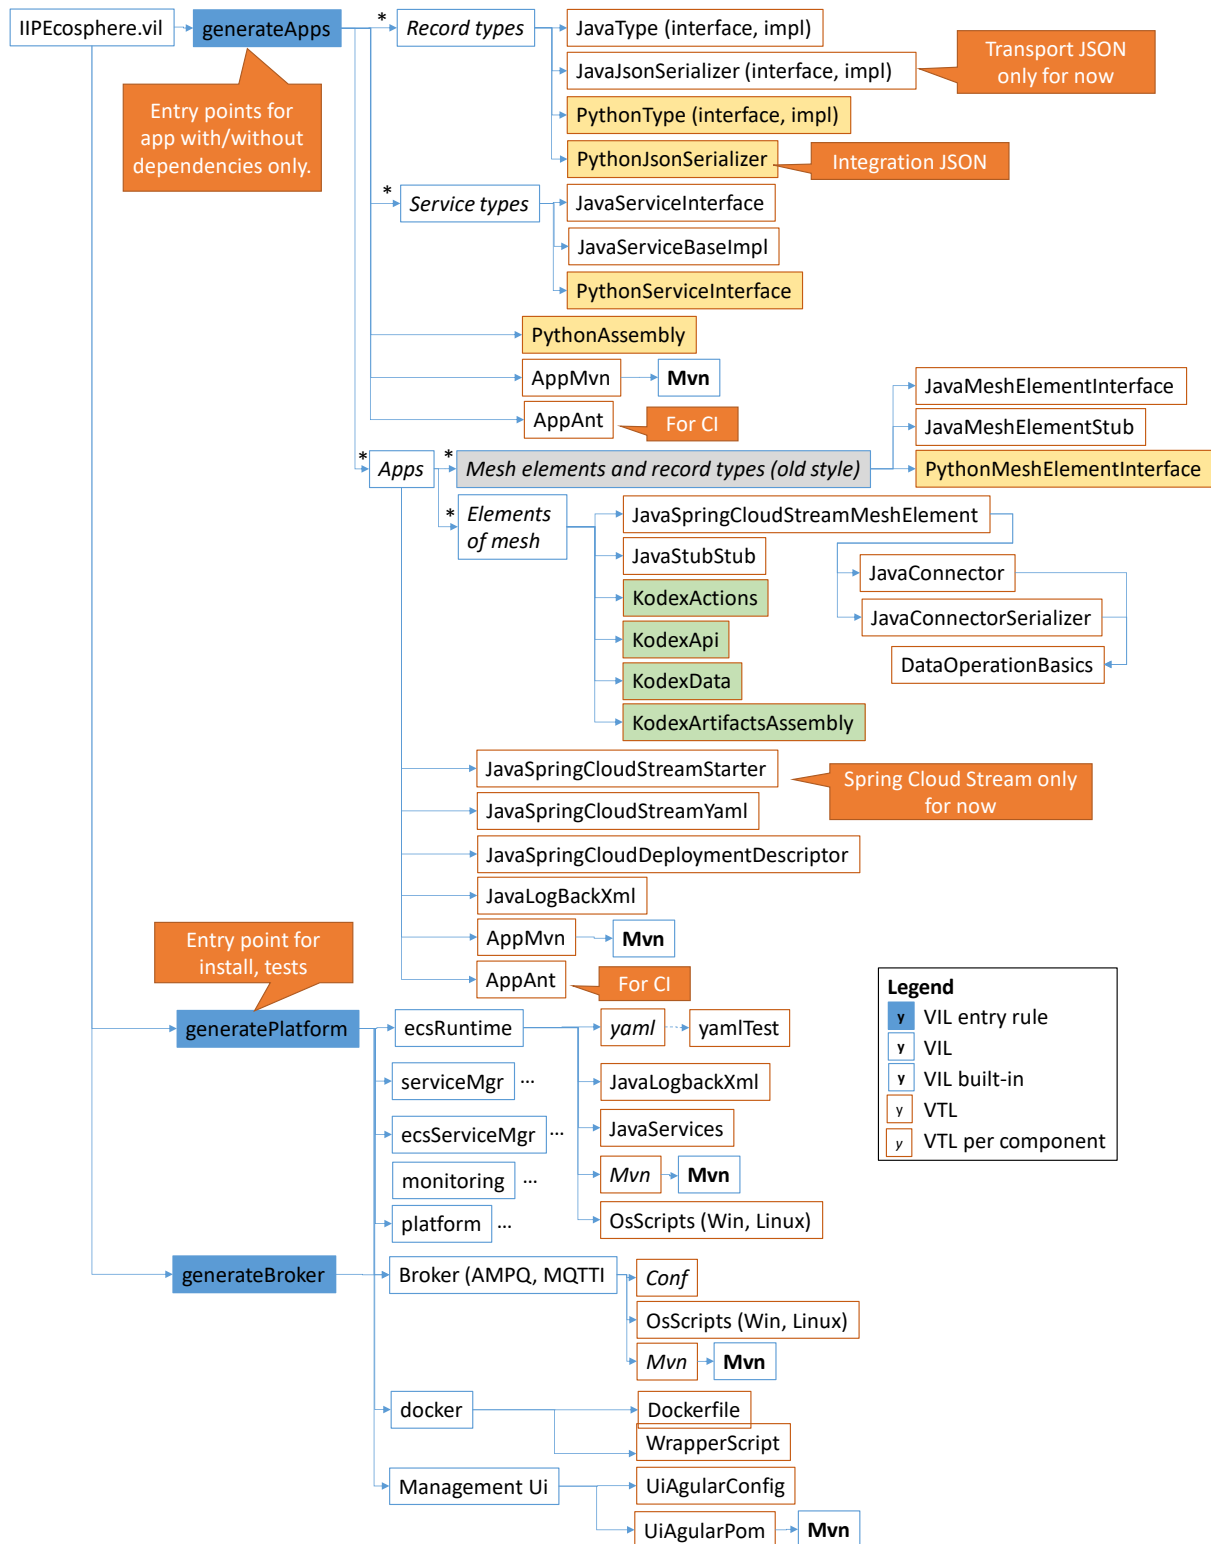 IIPEcosphere.vil
generateApps
*
Record types
JavaType (interface, impl)
JavaJsonSerializer (interface, impl)
Transport JSON
only for now
Entry points for
app with/without
dependencies only.
PythonType (interface, impl)
PythonJsonSerializer
Integration JSON
*
Service types
JavaServiceInterface
JavaServiceBaseImpl
PythonServiceInterface
PythonAssembly
AppMvn
Mvn
AppAnt
For CI
*
Apps
*
Mesh elements and record types (old style)
JavaMeshElementInterface
JavaMeshElementStub
PythonMeshElementInterface
*
Elements
of mesh
JavaSpringCloudStreamMeshElement
JavaStubStub
KodexActions
KodexApi
KodexData
KodexArtifactsAssembly
JavaConnector
JavaConnectorSerializer
DataOperationBasics
JavaSpringCloudStreamStarter
Spring Cloud Stream only
for now
JavaSpringCloudStreamYaml
JavaSpringCloudDeploymentDescriptor
JavaLogBackXml
AppMvn
Mvn
AppAnt
For CI
Entry point for
install, tests
generatePlatform
ecsRuntime
yaml
yamlTest
JavaLogbackXml
JavaServices
Mvn
Mvn
OsScripts (Win, Linux)
serviceMgr
...
ecsServiceMgr
...
monitoring
...
platform
...
generateBroker
Broker (AMPQ, MQTTI
Conf
OsScripts (Win, Linux)
Mvn
Mvn
docker
Dockerfile
WrapperScript
Management Ui
UiAgularConfig
UiAgularPom
Mvn
Legend
y VIL entry rule
y VIL
y VIL built-in
y VTL
y VTL per component